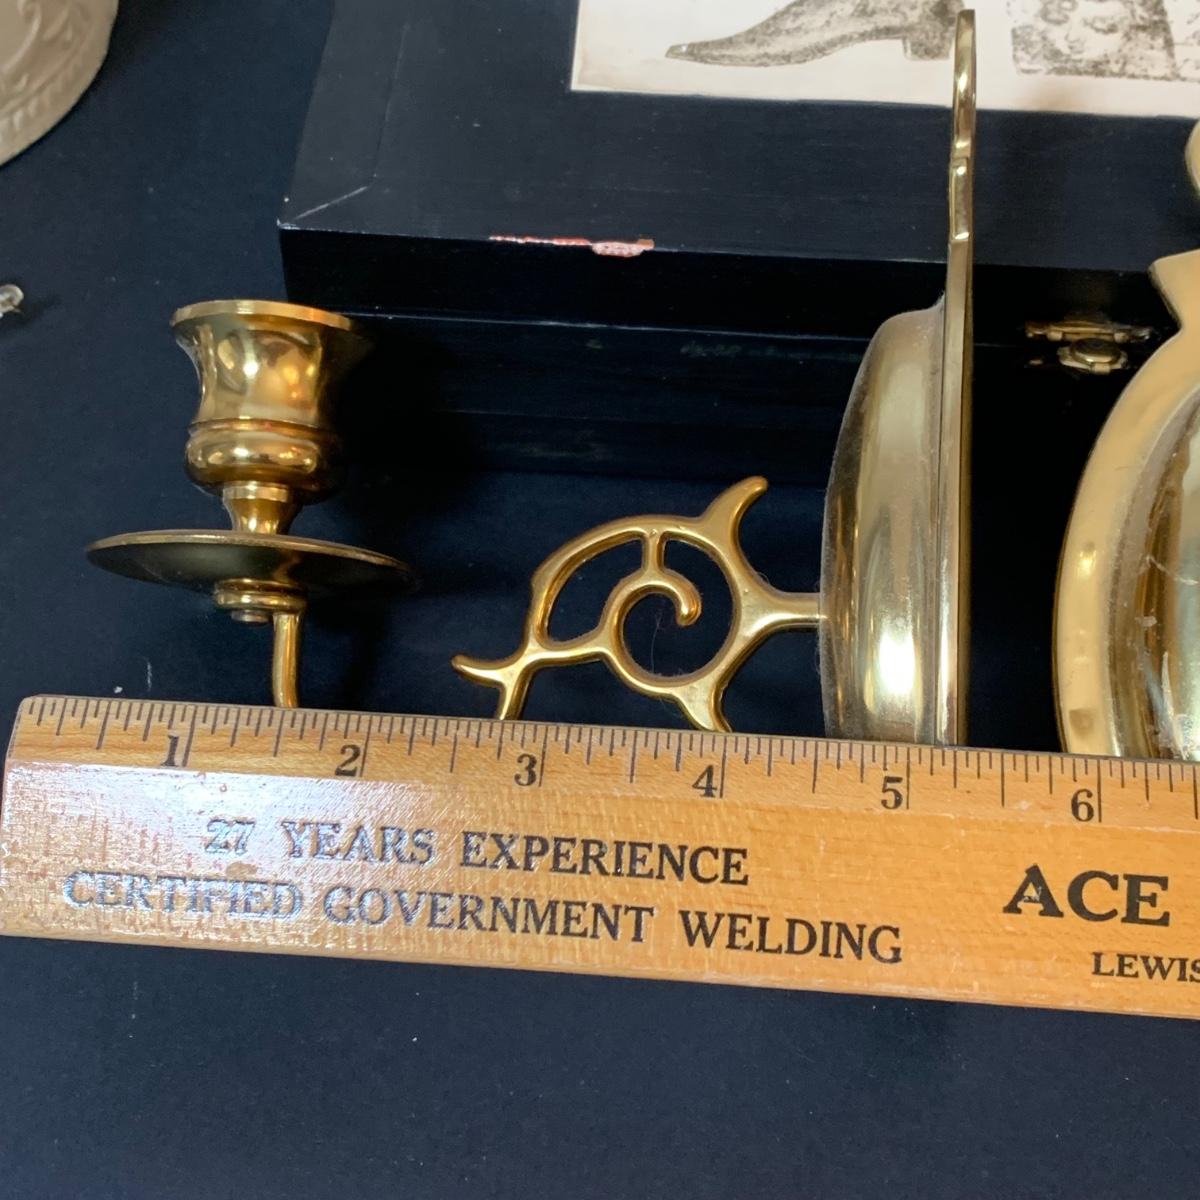 1 2 3 4 5 6
27 YEARS EXPERIENCE
CERTIFIED GOVERNMENT WELDING
ACE
LEWIS